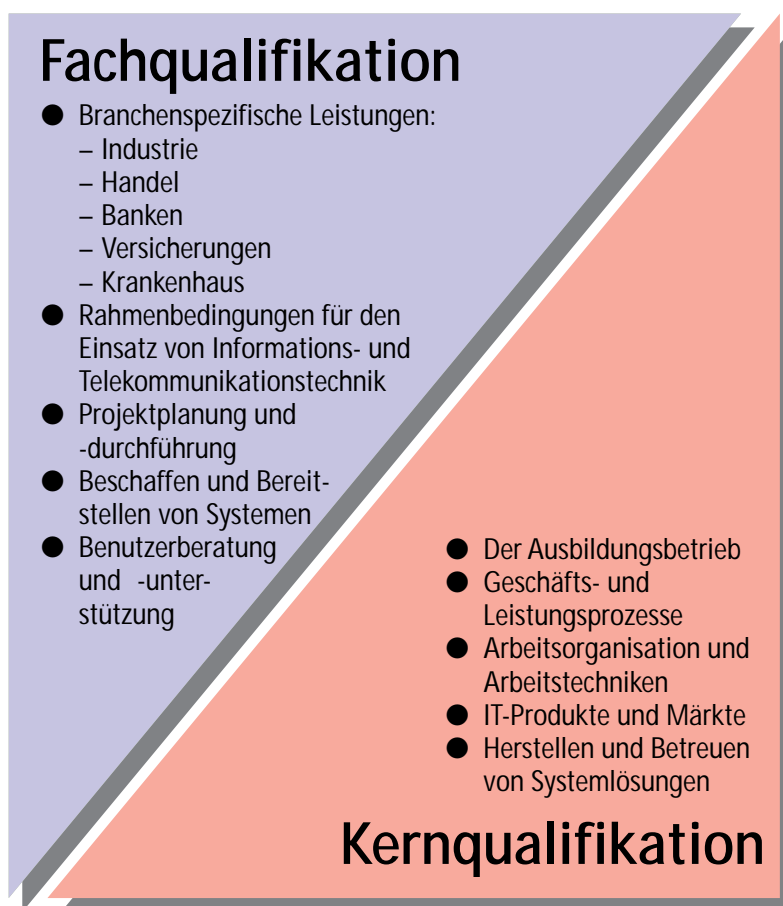 Fachqualifikation
● Branchenspezifische Leistungen:
– Industrie
– Handel
– Banken
– Versicherungen
– Krankenhaus
● Rahmenbedingungen für den
Einsatz von Informations- und
Telekommunikationstechnik
● Projektplanung und
-durchführung
● Beschaffen und Bereit-
stellen von Systemen
● Benutzerberatung
und -unter-
stützung
● Der Ausbildungsbetrieb
● Geschäfts- und
Leistungsprozesse
● Arbeitsorganisation und
Arbeitstechniken
● IT-Produkte und Märkte
● Herstellen und Betreuen
von Systemlösungen
Kernqualifikation